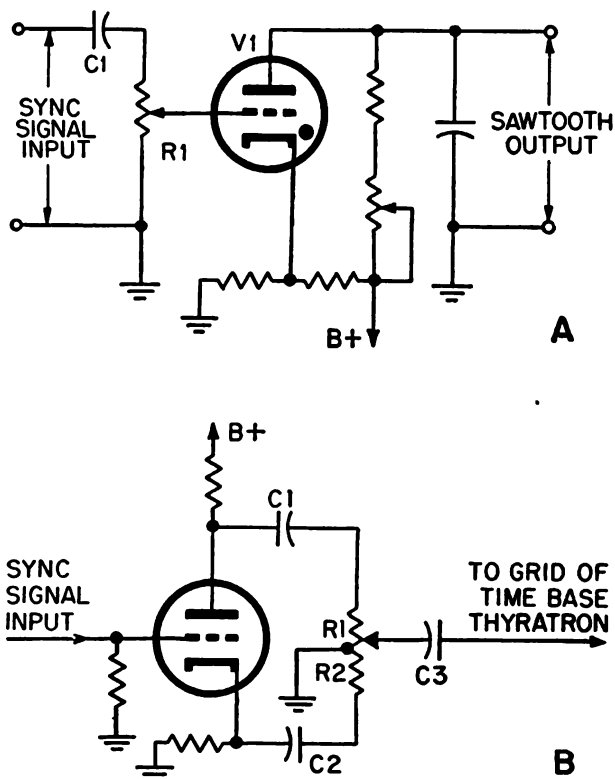 V1
C1
SYNC
SIGNAL
INPUT
R1
SAWTOOTH
OUTPUT
B+
A
B+
C1
SYNC
SIGNAL
INPUT
TO GRID OF
TIME BASE
THYRATRON
R1
R2
C3
C2
B